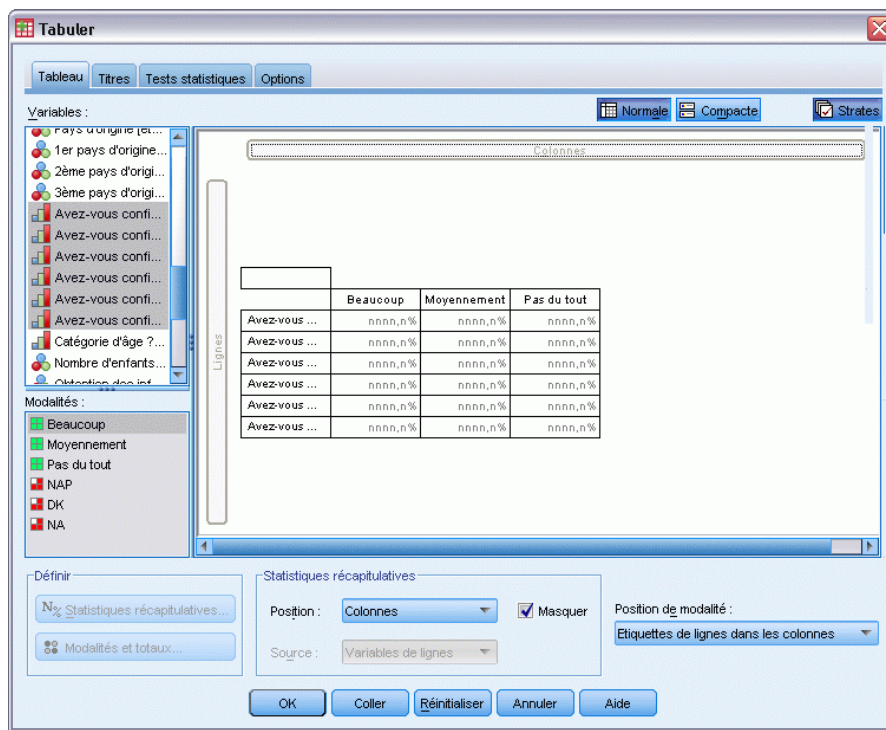 Tabuler
Tableau Titres Tests statistiques Options
Variables :
Normale Compacte Strates
Pays d'origine [et...
1er pays d'origine...
2ème pays d'origi...
3ème pays d'origi...
Avez-vous confi...
Avez-vous confi...
Avez-vous confi...
Avez-vous confi...
Avez-vous confi...
Avez-vous confi...
Catégorie d'âge ?...
Nombre d'enfants...
Obtention des inf...
Colonnes
Lignes
Beaucoup Moyennement Pas du tout
Avez-vous ... nnnn,n% nnnn,n% nnnn,n%
Avez-vous ... nnnn,n% nnnn,n% nnnn,n%
Avez-vous ... nnnn,n% nnnn,n% nnnn,n%
Avez-vous ... nnnn,n% nnnn,n% nnnn,n%
Avez-vous ... nnnn,n% nnnn,n% nnnn,n%
Avez-vous ... nnnn,n% nnnn,n% nnnn,n%
Modalités :
Beaucoup
Moyennement
Pas du tout
NAP
DK
NA
Définir
N% Statistiques récapitulatives...
Modalités et totaux...
Statistiques récapitulatives
Position : Colonnes Masquer
Source : Variables de lignes
Position de modalité :
Etiquettes de lignes dans les colonnes
OK Coller Réinitialiser Annuler Aide